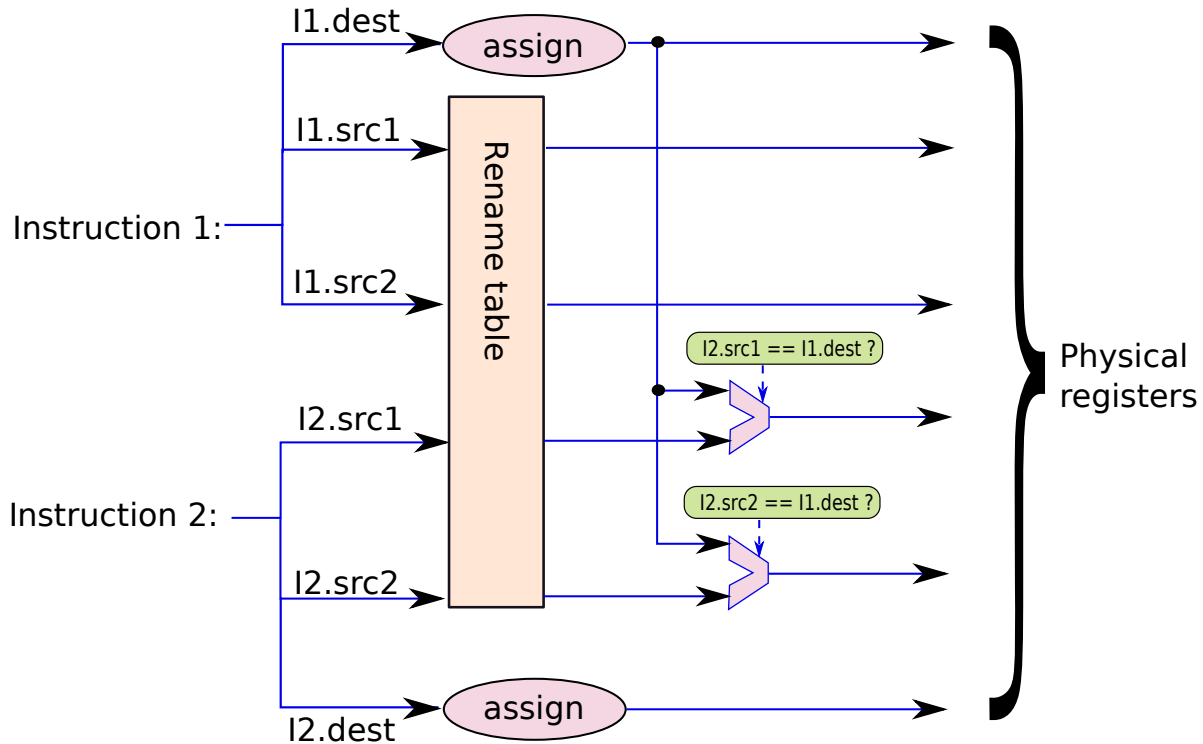 I1.dest
assign
I1.src1
Rename table
Instruction 1:
I1.src2
I2.src1 == I1.dest ?
Physical
registers
I2.src1
I2.src2 == I1.dest ?
Instruction 2:
I2.src2
assign
I2.dest